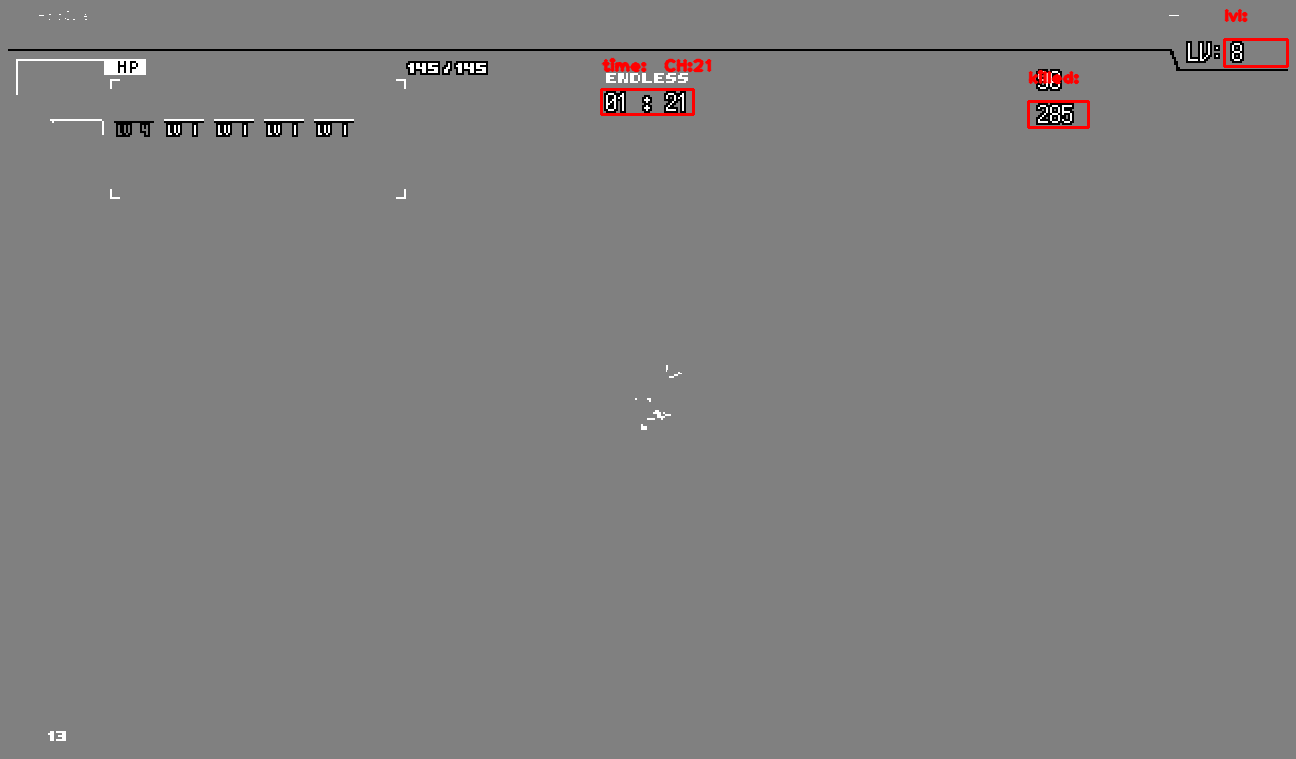 lvl:
LV: 8
HP
145/145
time: CH:21
ENDLESS
01 : 21
killed:
285
LV 4 LV 1 LV 1 LV 1 LV 1
13